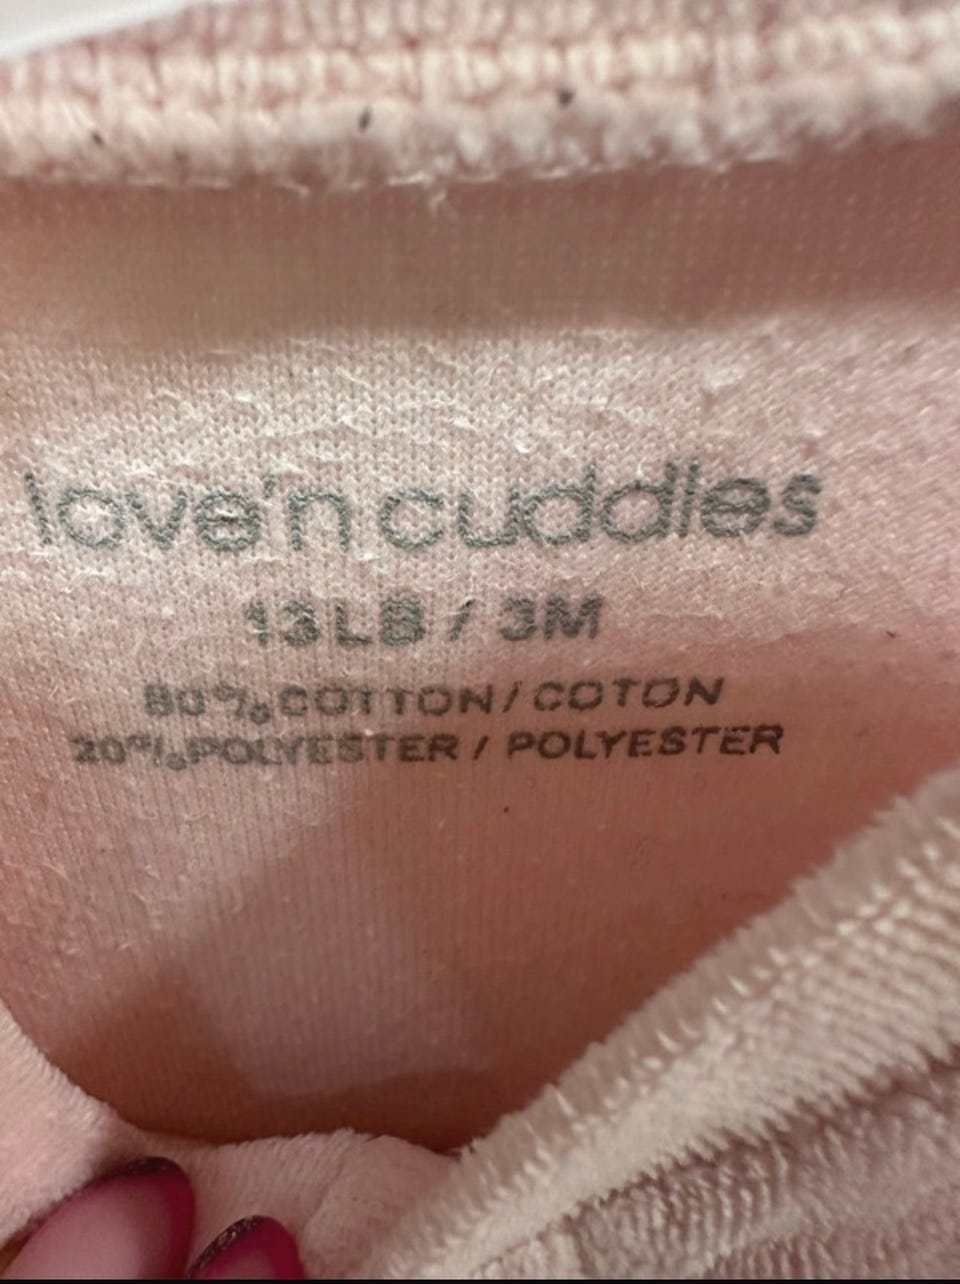 love'n cuddles
13LB / 3M
80% COTTON / COTON
20% POLYESTER / POLYESTER